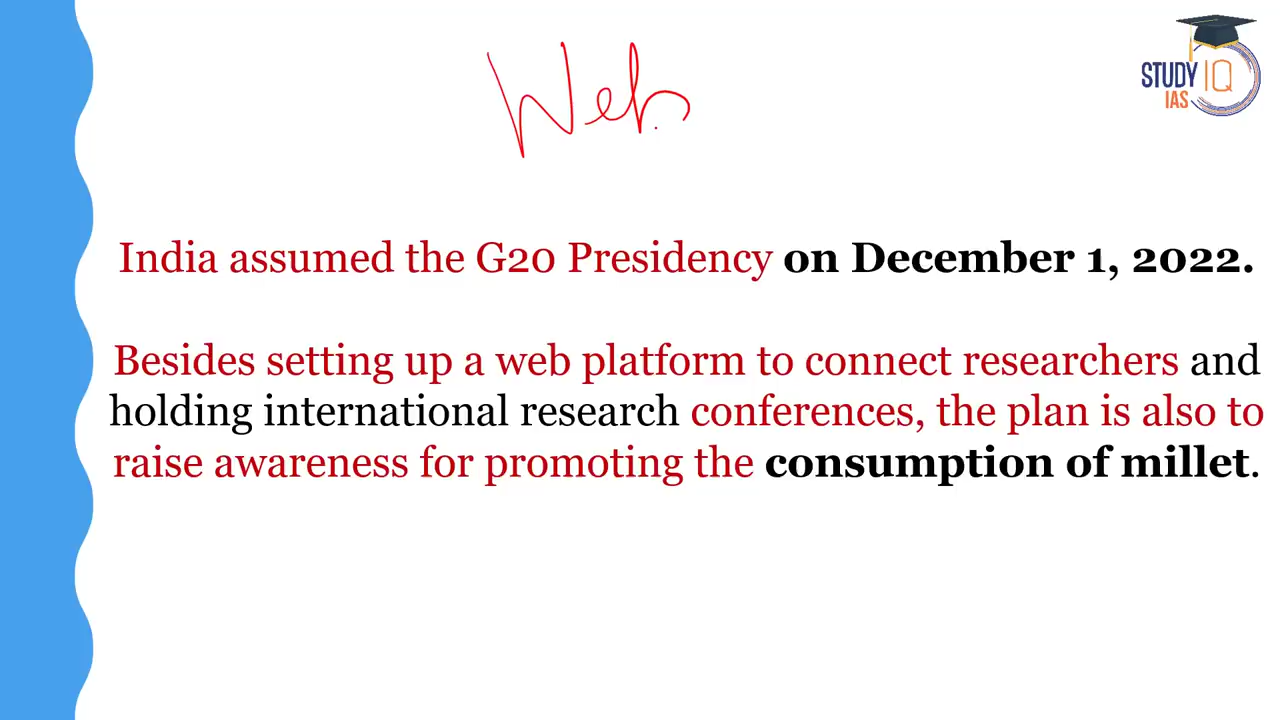 Web
STUDY IQ
IAS
India assumed the G20 Presidency on December 1, 2022.
Besides setting up a web platform to connect researchers and
holding international research conferences, the plan is also to
raise awareness for promoting the consumption of millet.